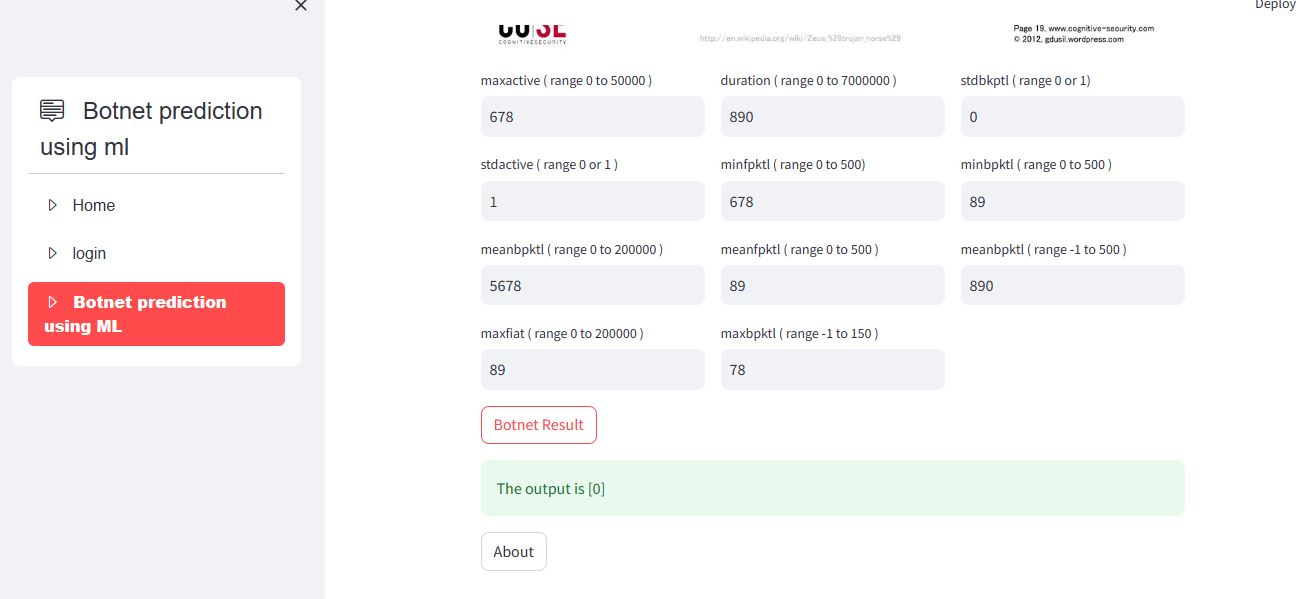 Deploy
Botnet prediction
using ml
Home
login
Botnet prediction
using ML
COGNITIVESECURITY
http://en.wikipedia.org/wiki/Zeus_%28trojan_horse%29
Page 19, www.cognitive-security.com
© 2012, gdusil.wordpress.com
maxactive ( range 0 to 50000 )
duration ( range 0 to 7000000 )
stdbkptl ( range 0 or 1)
678
890
0
stdactive ( range 0 or 1 )
minfpktl ( range 0 to 500)
minbpktl ( range 0 to 500 )
1
678
89
meanbpktl ( range 0 to 200000 )
meanfpktl ( range 0 to 500 )
meanbpktl ( range -1 to 500 )
5678
89
890
maxfiat ( range 0 to 200000 )
maxbpktl ( range -1 to 150 )
89
78
Botnet Result
The output is [0]
About